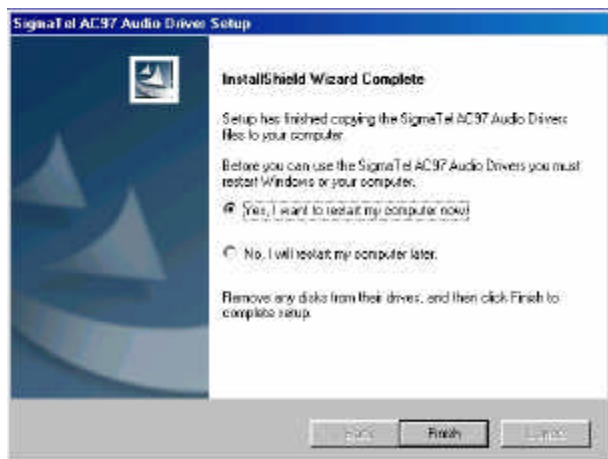 SigmaTel AC97 Audio Driver Setup
InstallShield Wizard Complete
Setup has finished copying the SigmaTel AC97 Audio Drivers
files to your computer.
Before you can use the SigmaTel AC97 Audio Drivers you must
restart Windows or your computer.
Yes, I want to restart my computer now!
No, I will restart my computer later.
Remove any disks from their drives, and then click Finish to
complete setup.
Back
Finish
Cancel